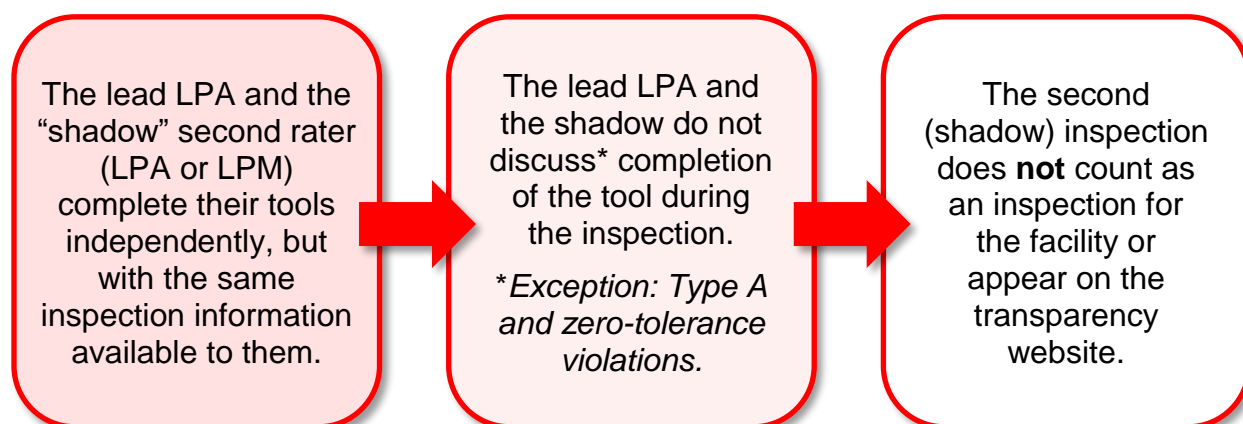 The lead LPA and the
“shadow” second rater
(LPA or LPM)
complete their tools
independently, but
with the same
inspection information
available to them.
The lead LPA and
the shadow do not
discuss* completion
of the tool during
the inspection.
*Exception: Type A
and zero-tolerance
violations.
The second
(shadow) inspection
does not count as
an inspection for
the facility or
appear on the
transparency
website.